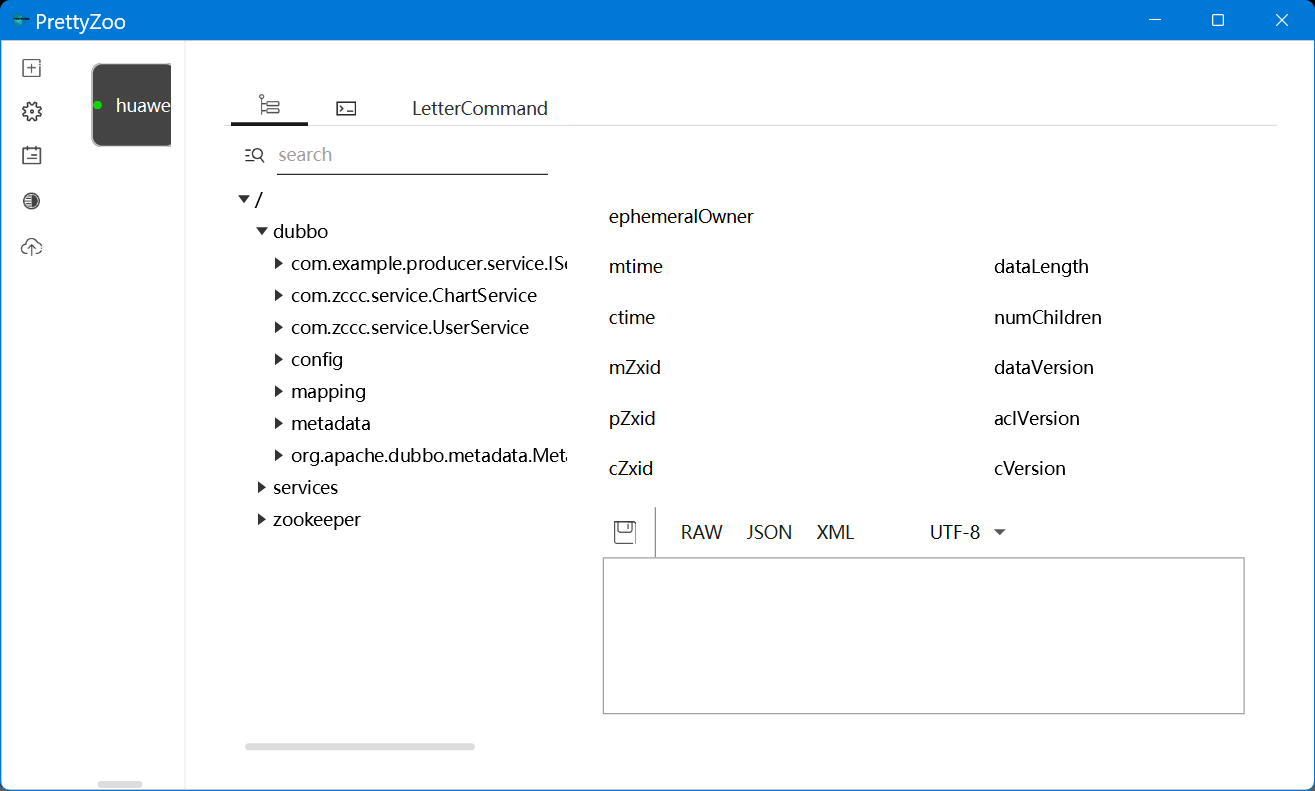 PrettyZoo
huawe
LetterCommand
search
/
dubbo
com.example.producer.service.ISe
com.zccc.service.ChartService
com.zccc.service.UserService
config
mapping
metadata
org.apache.dubbo.metadata.Meta
services
zookeeper
ephemeralOwner
mtime
dataLength
ctime
numChildren
mZxid
dataVersion
pZxid
aclVersion
cZxid
cVersion
RAW JSON XML UTF-8